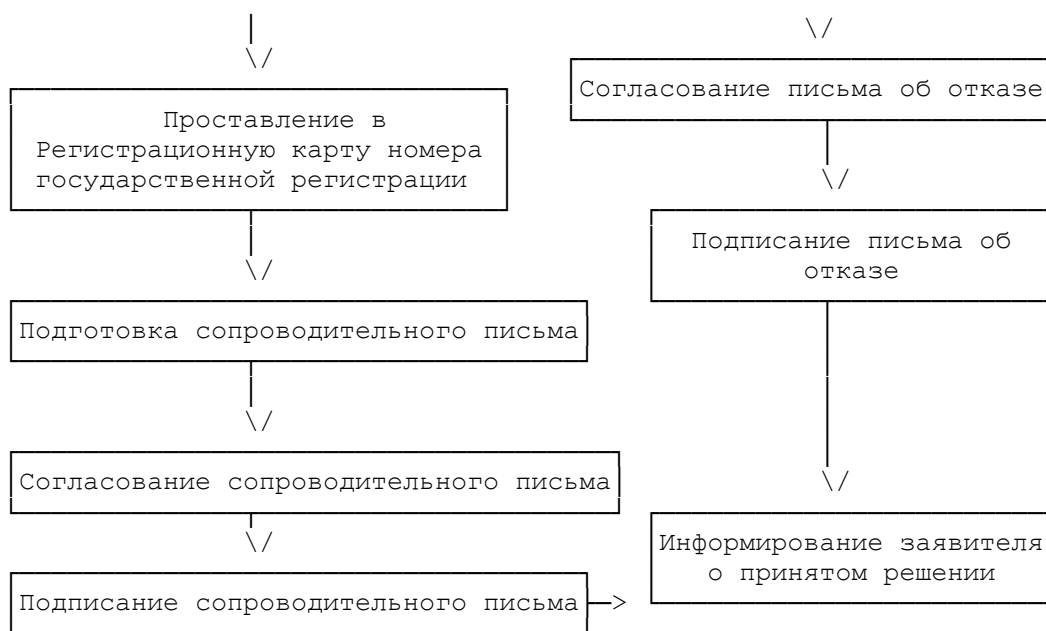 Согласование письма об отказе
Проставление в
Регистрационную карту номера
государственной регистрации
Подписание письма об
отказе
Подготовка сопроводительного письма
Согласование сопроводительного письма
Информирование заявителя
о принятом решении
Подписание сопроводительного письма